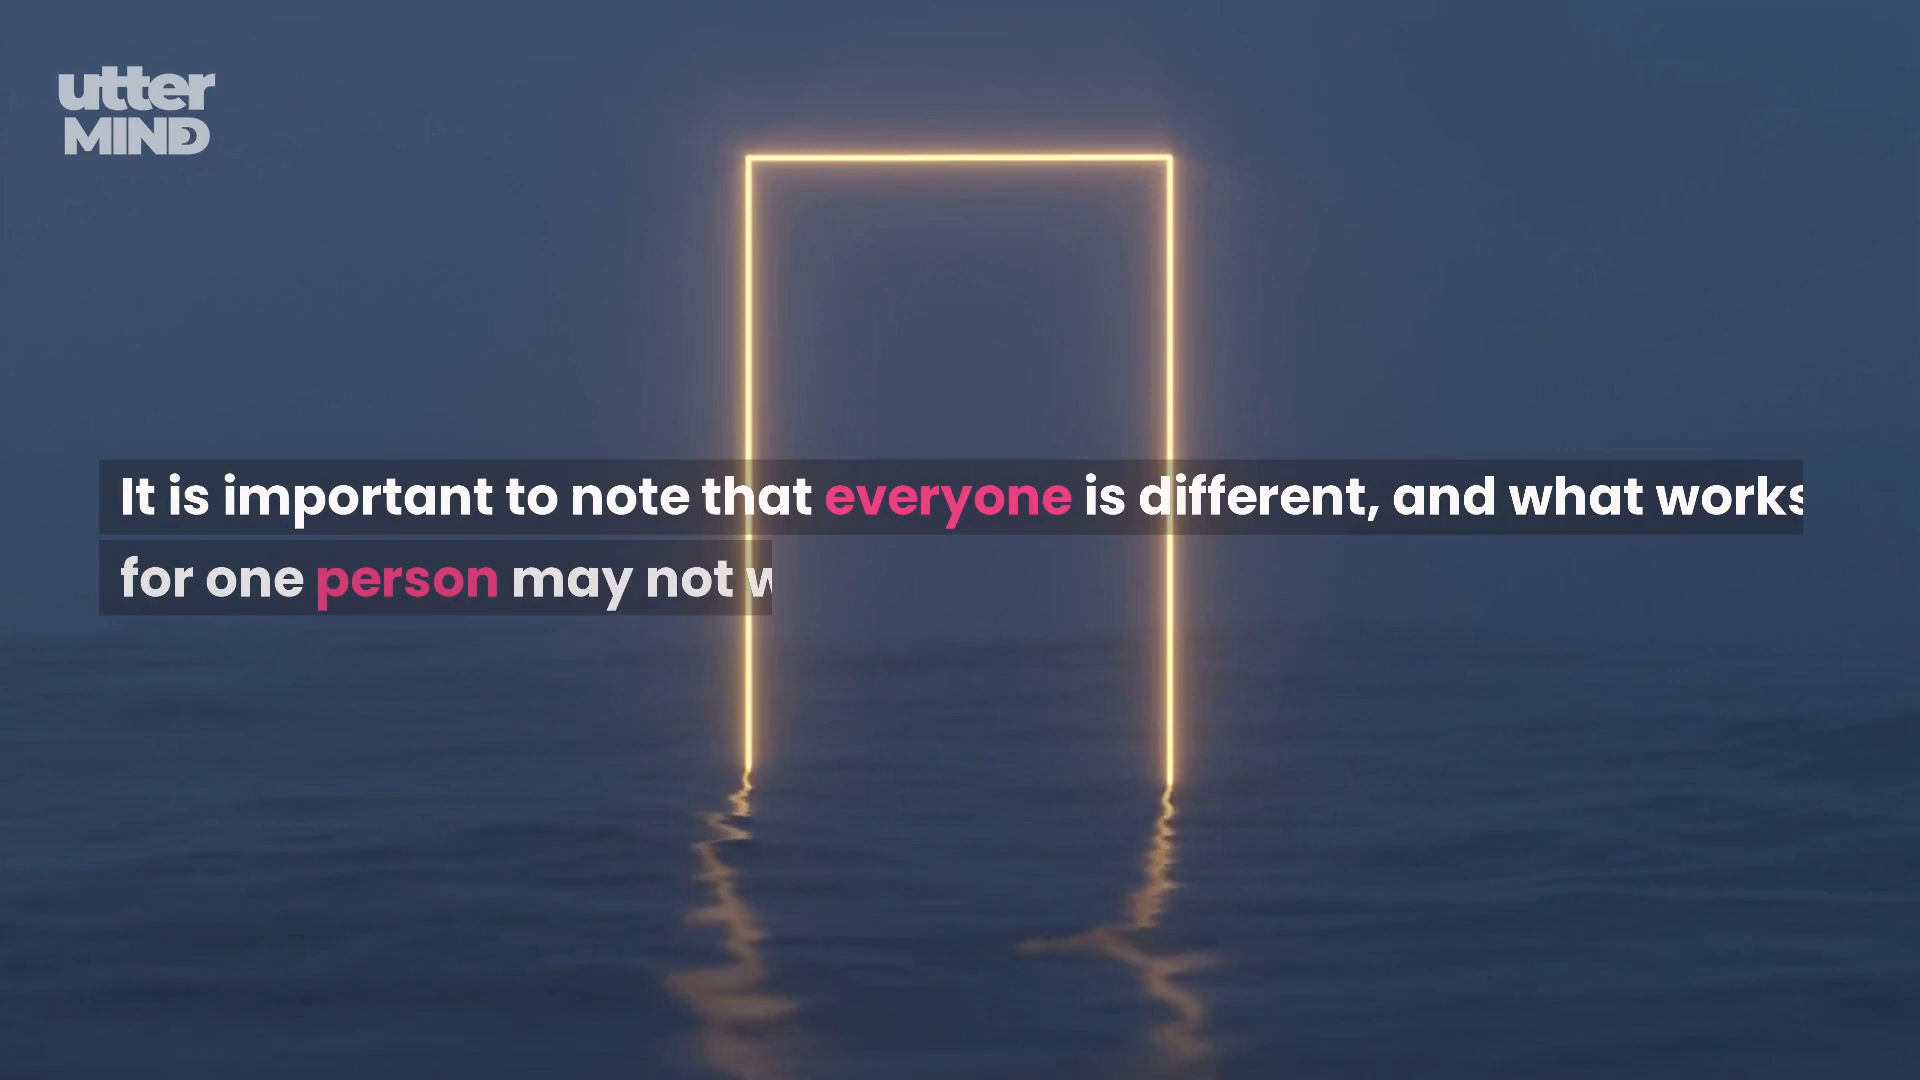 utter
MIND
It is important to note that everyone is different, and what works
for one person may not